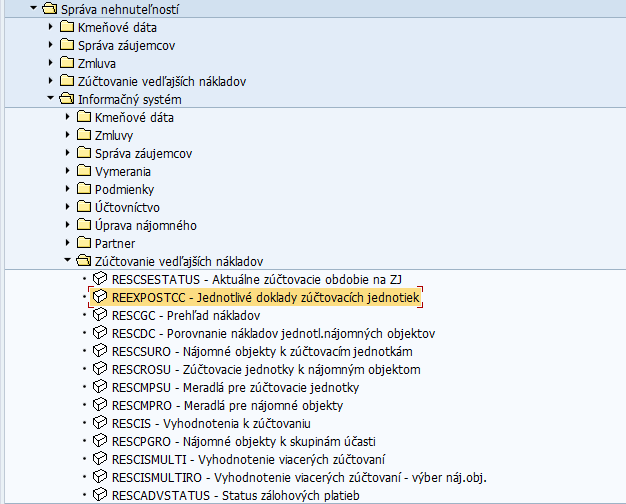 Správa nehnuteľností
Kmeňové dáta
Správa záujemcov
Zmluva
Zúčtovanie vedľajších nákladov
Informačný systém
Kmeňové dáta
Zmluvy
Správa záujemcov
Vymerania
Podmienky
Účtovníctvo
Úprava nájomného
Partner
Zúčtovanie vedľajších nákladov
RESCSESTATUS - Aktuálne zúčtovacie obdobie na ZJ
REEXPOSTCC - Jednotlivé doklady zúčtovacích jednotiek
RESCGC - Prehľad nákladov
RESCDC - Porovnanie nákladov jednotl.nájomných objektov
RESCSURO - Nájomné objekty k zúčtovacím jednotkám
RESCROSU - Zúčtovacie jednotky k nájomným objektom
RESCMPSU - Meradlá pre zúčtovacie jednotky
RESCMPRO - Meradlá pre nájomné objekty
RESCIS - Vyhodnotenia k zúčtovaniu
RESCPGRO - Nájomné objekty k skupinám účasti
RESCISMULTI - Vyhodnotenie viacerých zúčtovaní
RESCISMULTIRO - Vyhodnotenie viacerých zúčtovaní - výber náj.obj.
RESCADVSTATUS - Status zálohových platieb